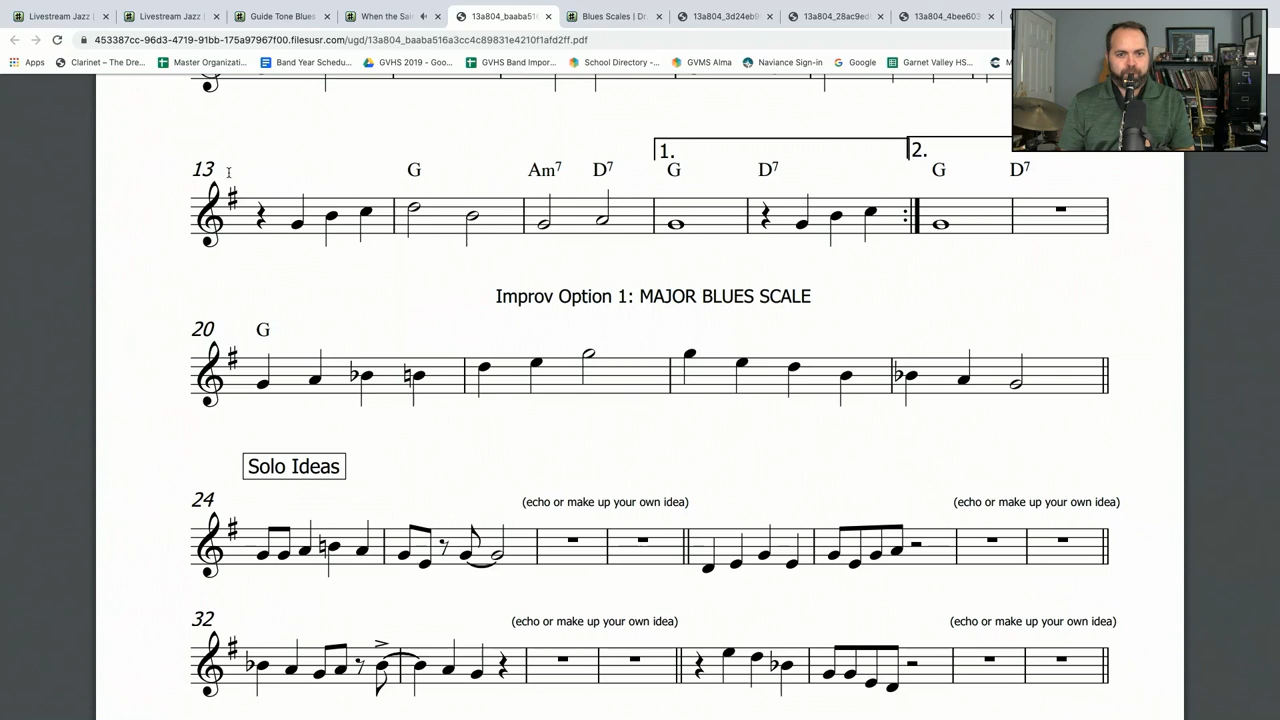 Livestream Jazz
Livestream Jazz
Guide Tone Blues
When the Sai
13a804_baaba516
Blues Scales | Dr
13a804_3d24eb9
13a804_28ac9ed
13a804_4bee603
453387cc-96d3-4719-91bb-175a97967f00.filesusr.com/ugd/13a804_baaba516a3cc4c89831e4210f1afd2ff.pdf
Apps Clarinet – The Dre... Master Organizati... Band Year Schedu... GVHS 2019 - Goo... GVHS Band Impor... School Directory -... GVMS Alma Naviance Sign-in Google Garnet Valley HS...
1. 2.
13 G Am7 D7 G D7 G D7
Improv Option 1: MAJOR BLUES SCALE
20 G
Solo Ideas
24 (echo or make up your own idea) (echo or make up your own idea)
32 (echo or make up your own idea) (echo or make up your own idea)